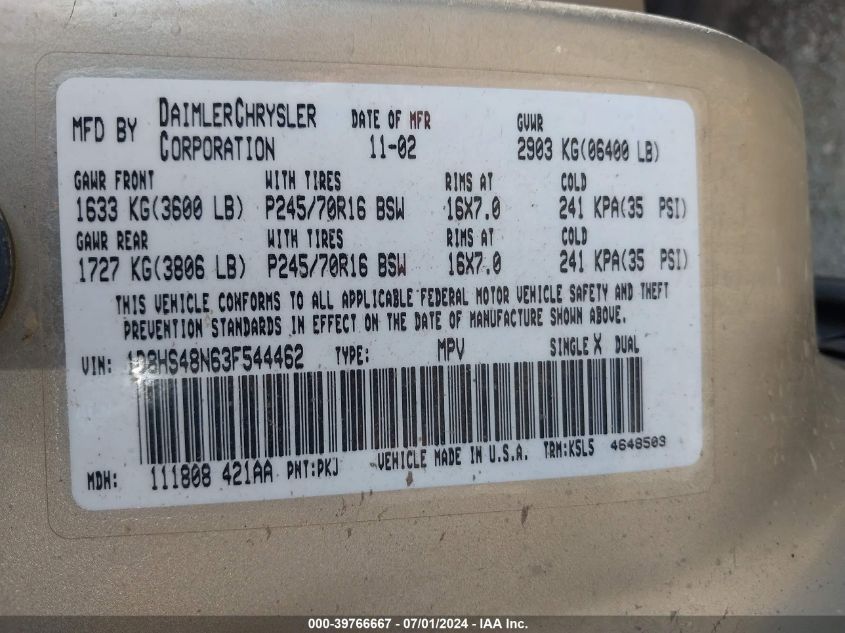 MFD BY DAIMLERCHRYSLER CORPORATION DATE OF MFR 11-02 GVWR 2903 KG(06400 LB)
GAWR FRONT WITH TIRES RIMS AT COLD
1633 KG(3600 LB) P245/70R16 BSW 16X7.0 241 KPA(35 PSI)
GAWR REAR WITH TIRES RIMS AT COLD
1727 KG(3806 LB) P245/70R16 BSW 16X7.0 241 KPA(35 PSI)
THIS VEHICLE CONFORMS TO ALL APPLICABLE FEDERAL MOTOR VEHICLE SAFETY AND THEFT
PREVENTION STANDARDS IN EFFECT ON THE DATE OF MANUFACTURE SHOWN ABOVE.
VIN: 1D8HS48N63F544462 TYPE: MPV SINGLE X DUAL
MDH: 111808 421AA PNT:PKJ VEHICLE MADE IN U.S.A. TRM:K5L5 4648503
000-39766667 - 07/01/2024 - IAA Inc.